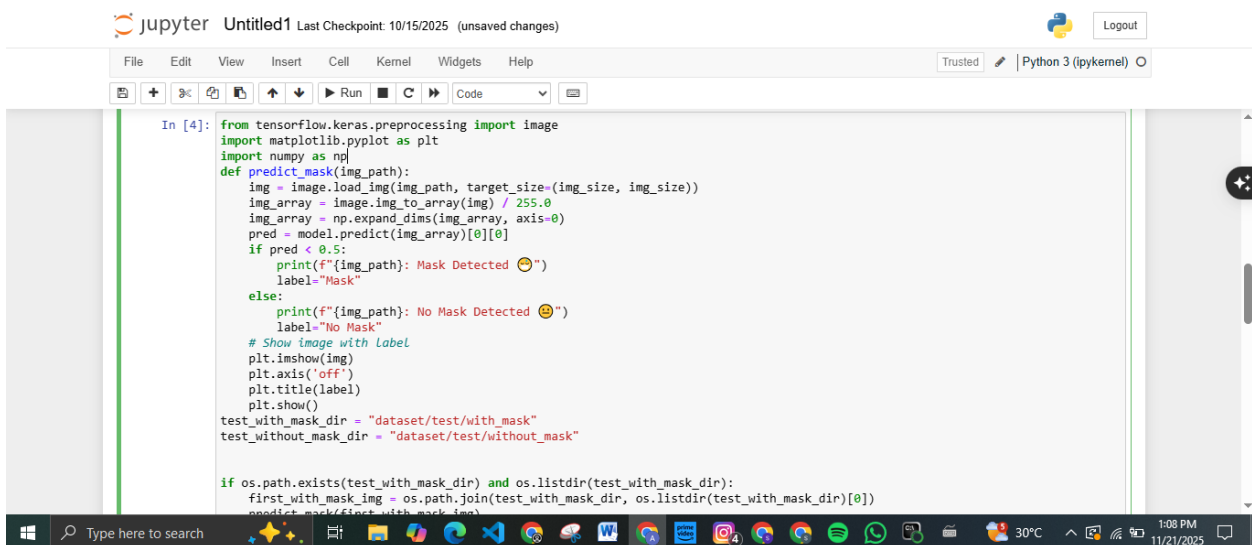 jupyter Untitled1 Last Checkpoint: 10/15/2025 (unsaved changes)
Logout
File Edit View Insert Cell Kernel Widgets Help
Trusted Python 3 (ipykernel)
Run Code
In [4]: from tensorflow.keras.preprocessing import image
import matplotlib.pyplot as plt
import numpy as np
def predict_mask(img_path):
    img = image.load_img(img_path, target_size=(img_size, img_size))
    img_array = image.img_to_array(img) / 255.0
    img_array = np.expand_dims(img_array, axis=0)
    pred = model.predict(img_array)[0][0]
    if pred < 0.5:
        print(f"{img_path}: Mask Detected 😷")
        label="Mask"
    else:
        print(f"{img_path}: No Mask Detected 😐")
        label="No Mask"
    # Show image with label
    plt.imshow(img)
    plt.axis('off')
    plt.title(label)
    plt.show()
test_with_mask_dir = "dataset/test/with_mask"
test_without_mask_dir = "dataset/test/without_mask"
if os.path.exists(test_with_mask_dir) and os.listdir(test_with_mask_dir):
    first_with_mask_img = os.path.join(test_with_mask_dir, os.listdir(test_with_mask_dir)[0])
    predict_mask(first_with_mask_img)
Type here to search
prime video
4
30°C
1:08 PM
11/21/2025